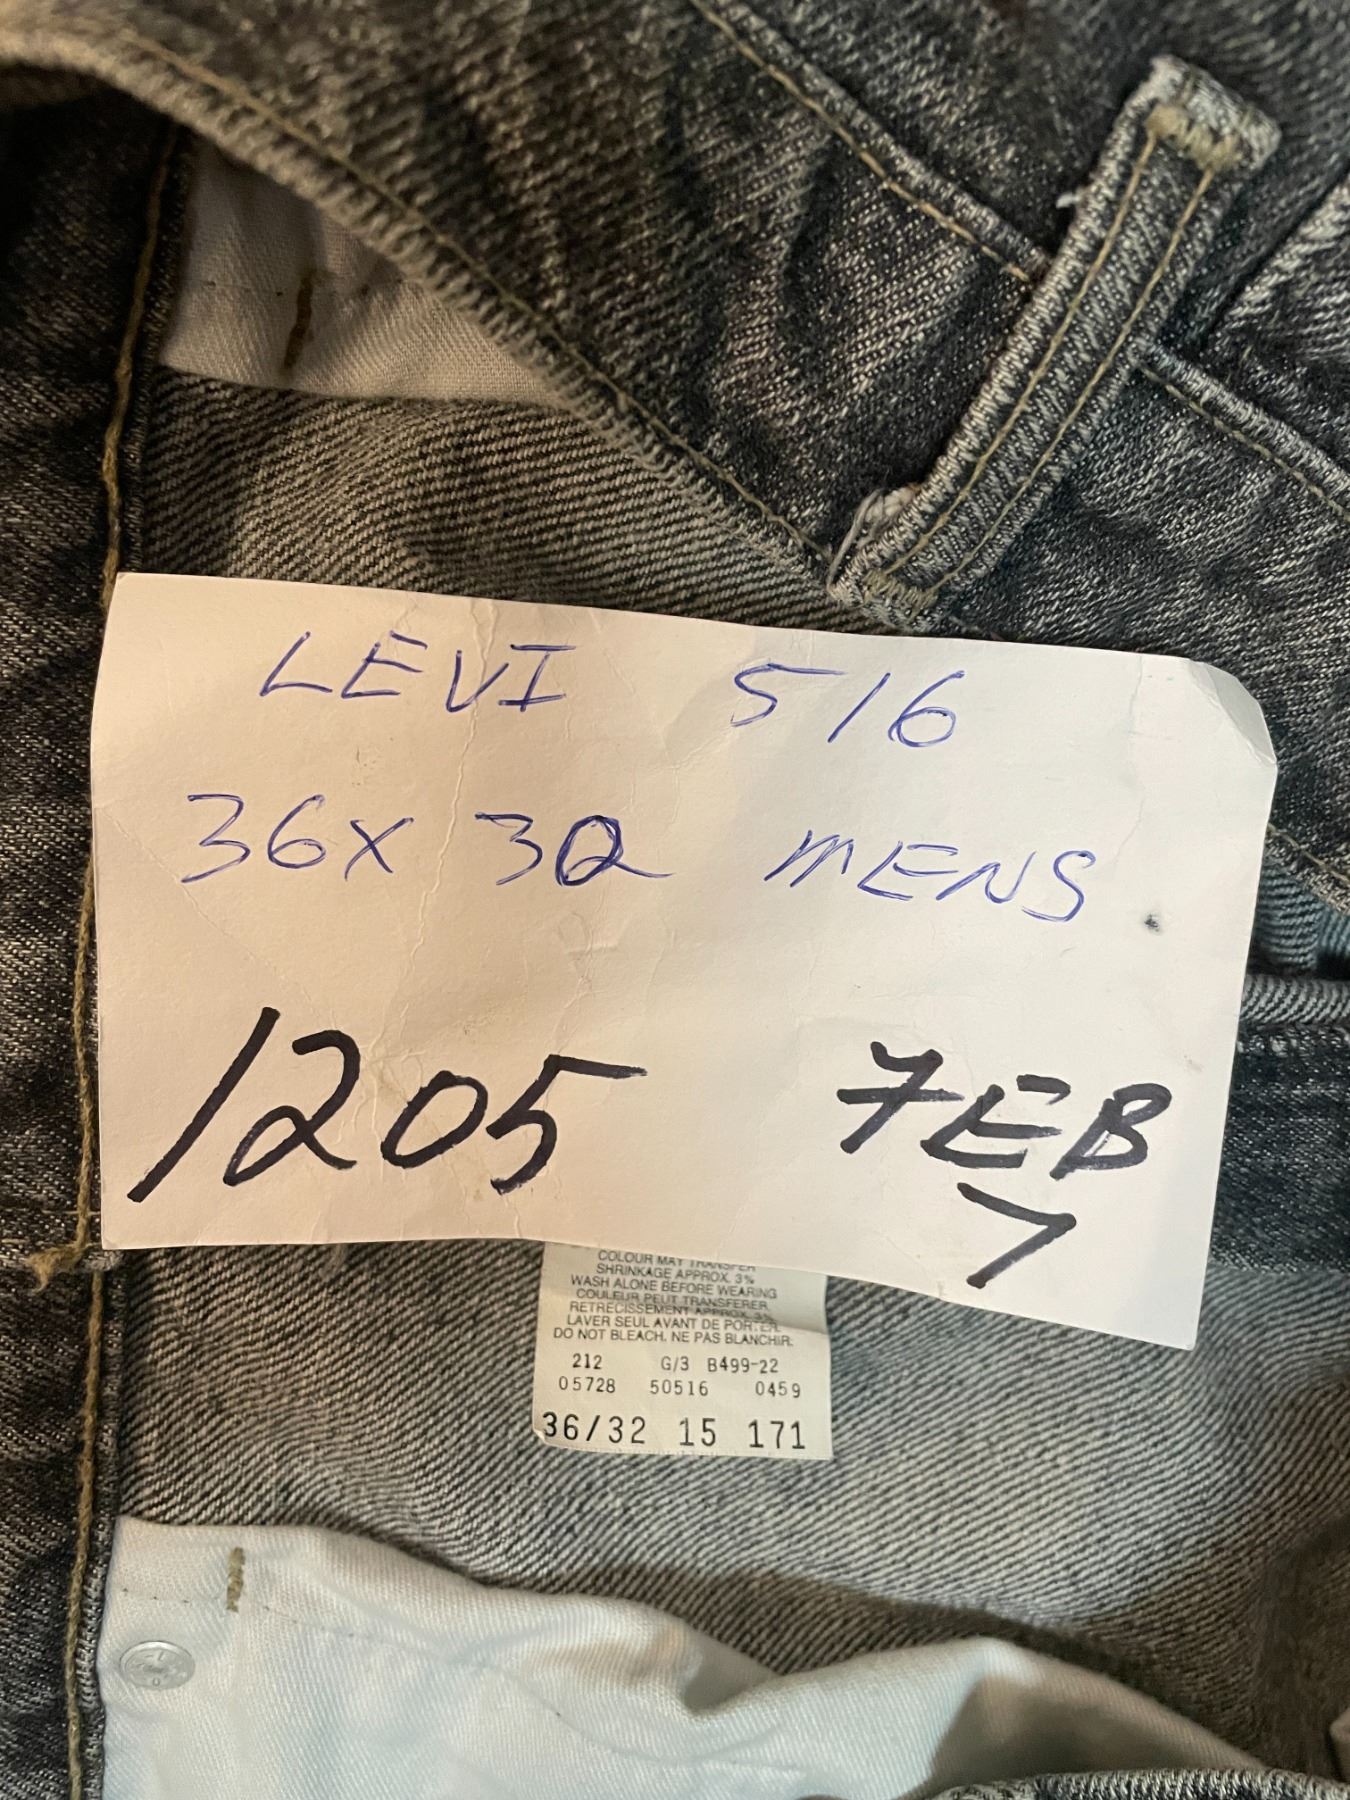 LEVI 516
36X 32 MENS
1205 FEB
7
COLOUR MAY TRANSFER
SHRINKAGE APPROX. 3%
WASH ALONE BEFORE WEARING
COULEUR PEUT TRANSFERER.
RETRECISSEMENT APPROX. 3%
LAVER SEUL AVANT DE PORTER.
DO NOT BLEACH. NE PAS BLANCHIR.
212 G/3 B499-22
05728 50516 0459
36/32 15 171